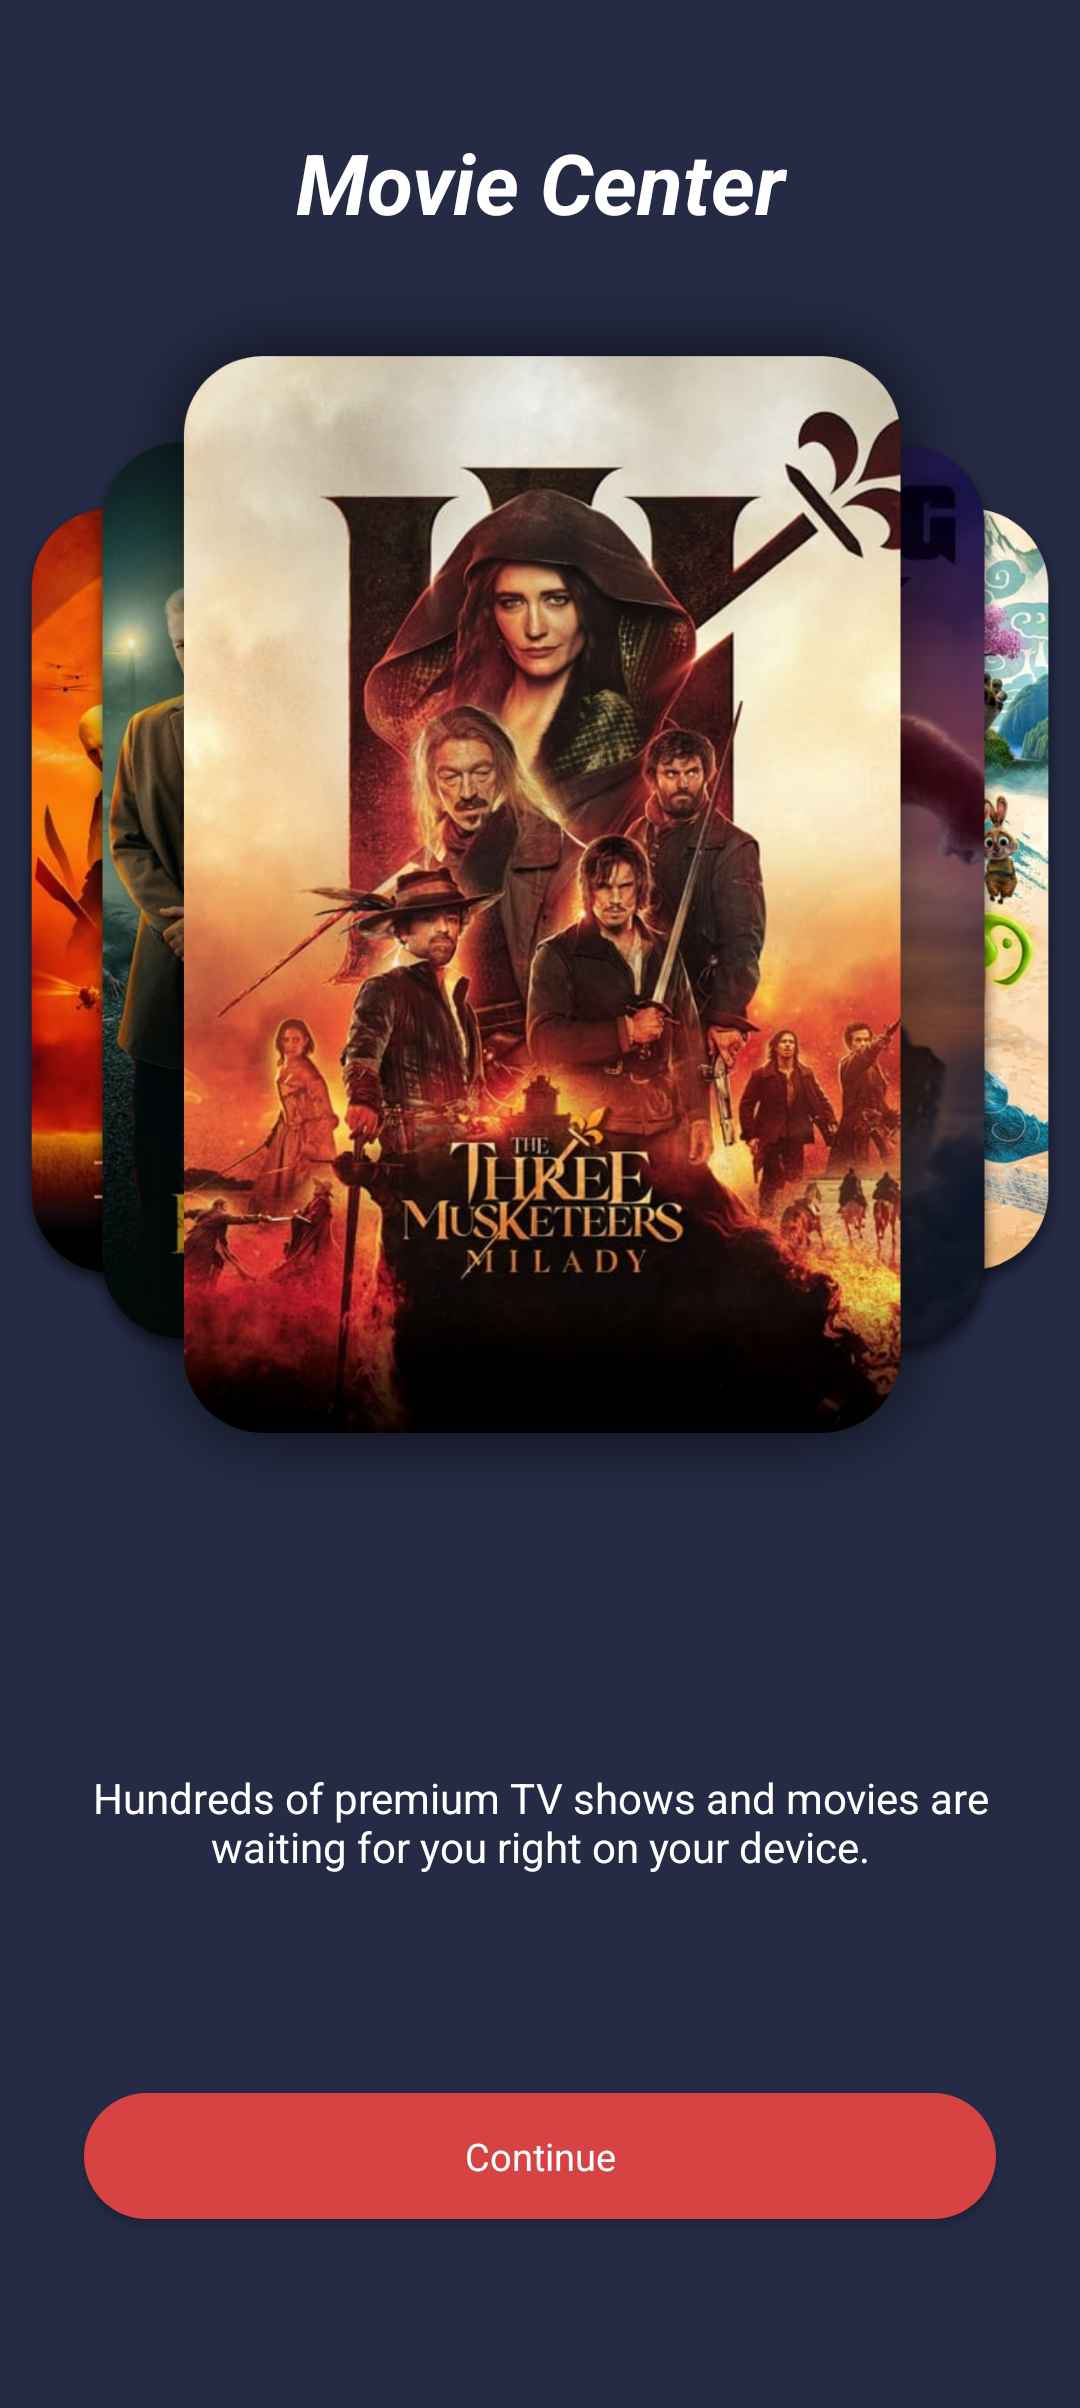 Movie Center
G
THE
THREE
MUSKETEERS
MILADY
Hundreds of premium TV shows and movies are
waiting for you right on your device.
Continue